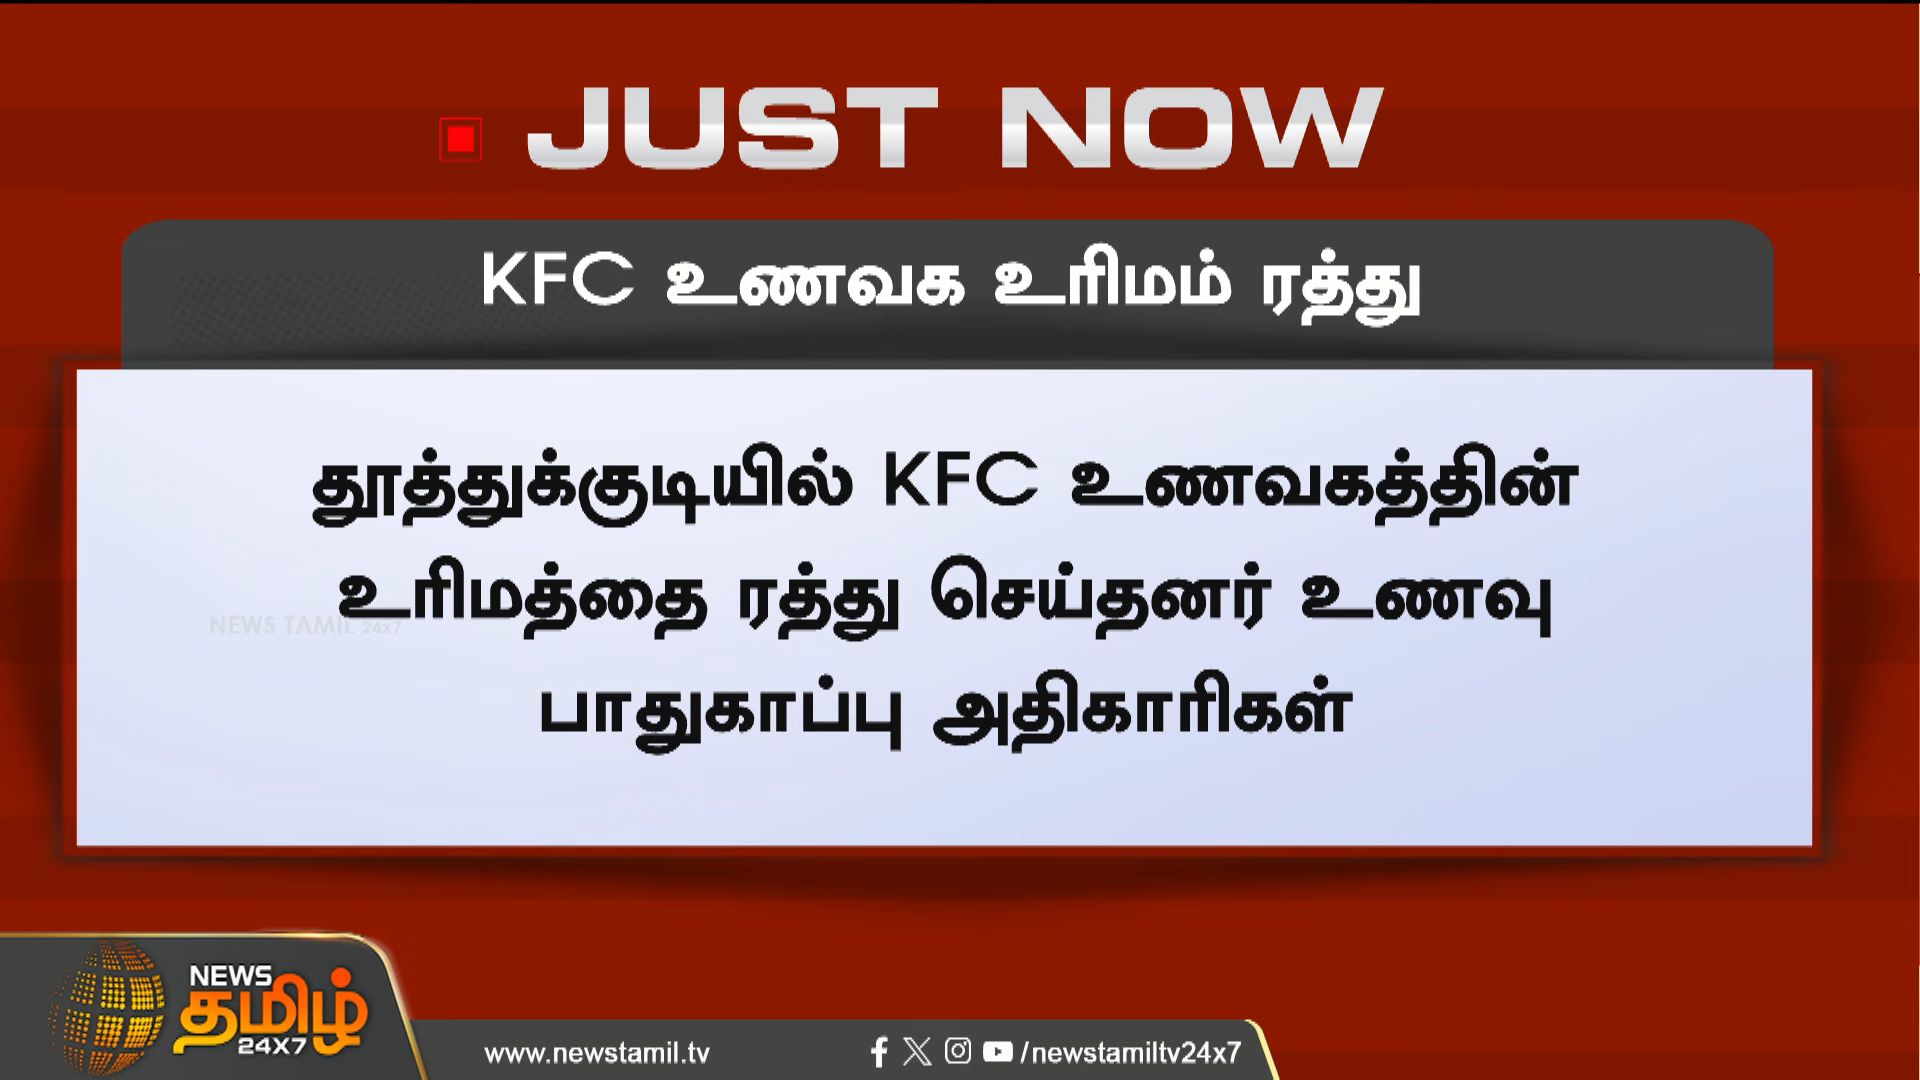 JUST NOW
KFC உணவக உரிமம் ரத்து
தூத்துக்குடியில் KFC உணவகத்தின்
உரிமத்தை ரத்து செய்தனர் உணவு
பாதுகாப்பு அதிகாரிகள்
NEWS TAMIL 24x7
NEWS
தமிழ்
24X7
www.newstamil.tv
/newstamiltv24x7